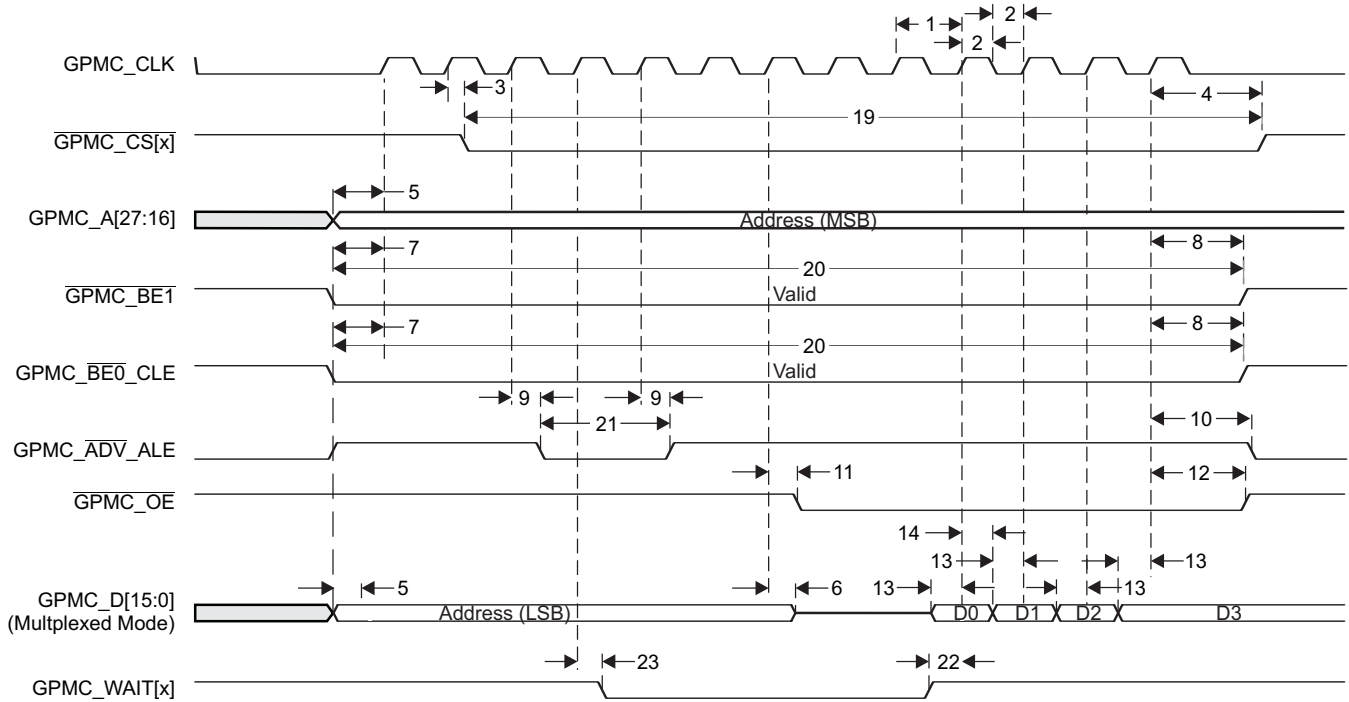 1
2
2
GPMC_CLK
3
4
19
GPMC_CS[x]
5
GPMC_A[27:16]
Address (MSB)
7
8
20
GPMC_BE1
Valid
7
8
20
GPMC_BE0_CLE
Valid
9
9
21
10
GPMC_ADV_ALE
11
12
GPMC_OE
14
13
13
5
6
13
13
GPMC_D[15:0]
(Multplexed Mode)
Address (LSB)
D0
D1
D2
D3
23
22
GPMC_WAIT[x]